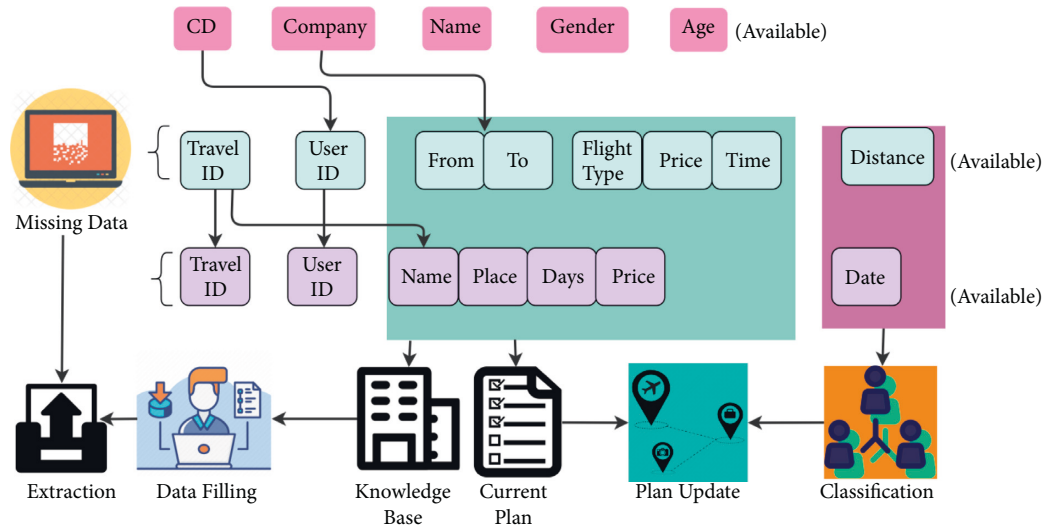 CD
Company
Name
Gender
Age
(Available)
Travel
ID
User
ID
From
To
Flight
Type
Price
Time
Distance
(Available)
Missing Data
Travel
ID
User
ID
Name
Place
Days
Price
Date
(Available)
Extraction
Data Filling
Knowledge
Base
Current
Plan
Plan Update
Classification